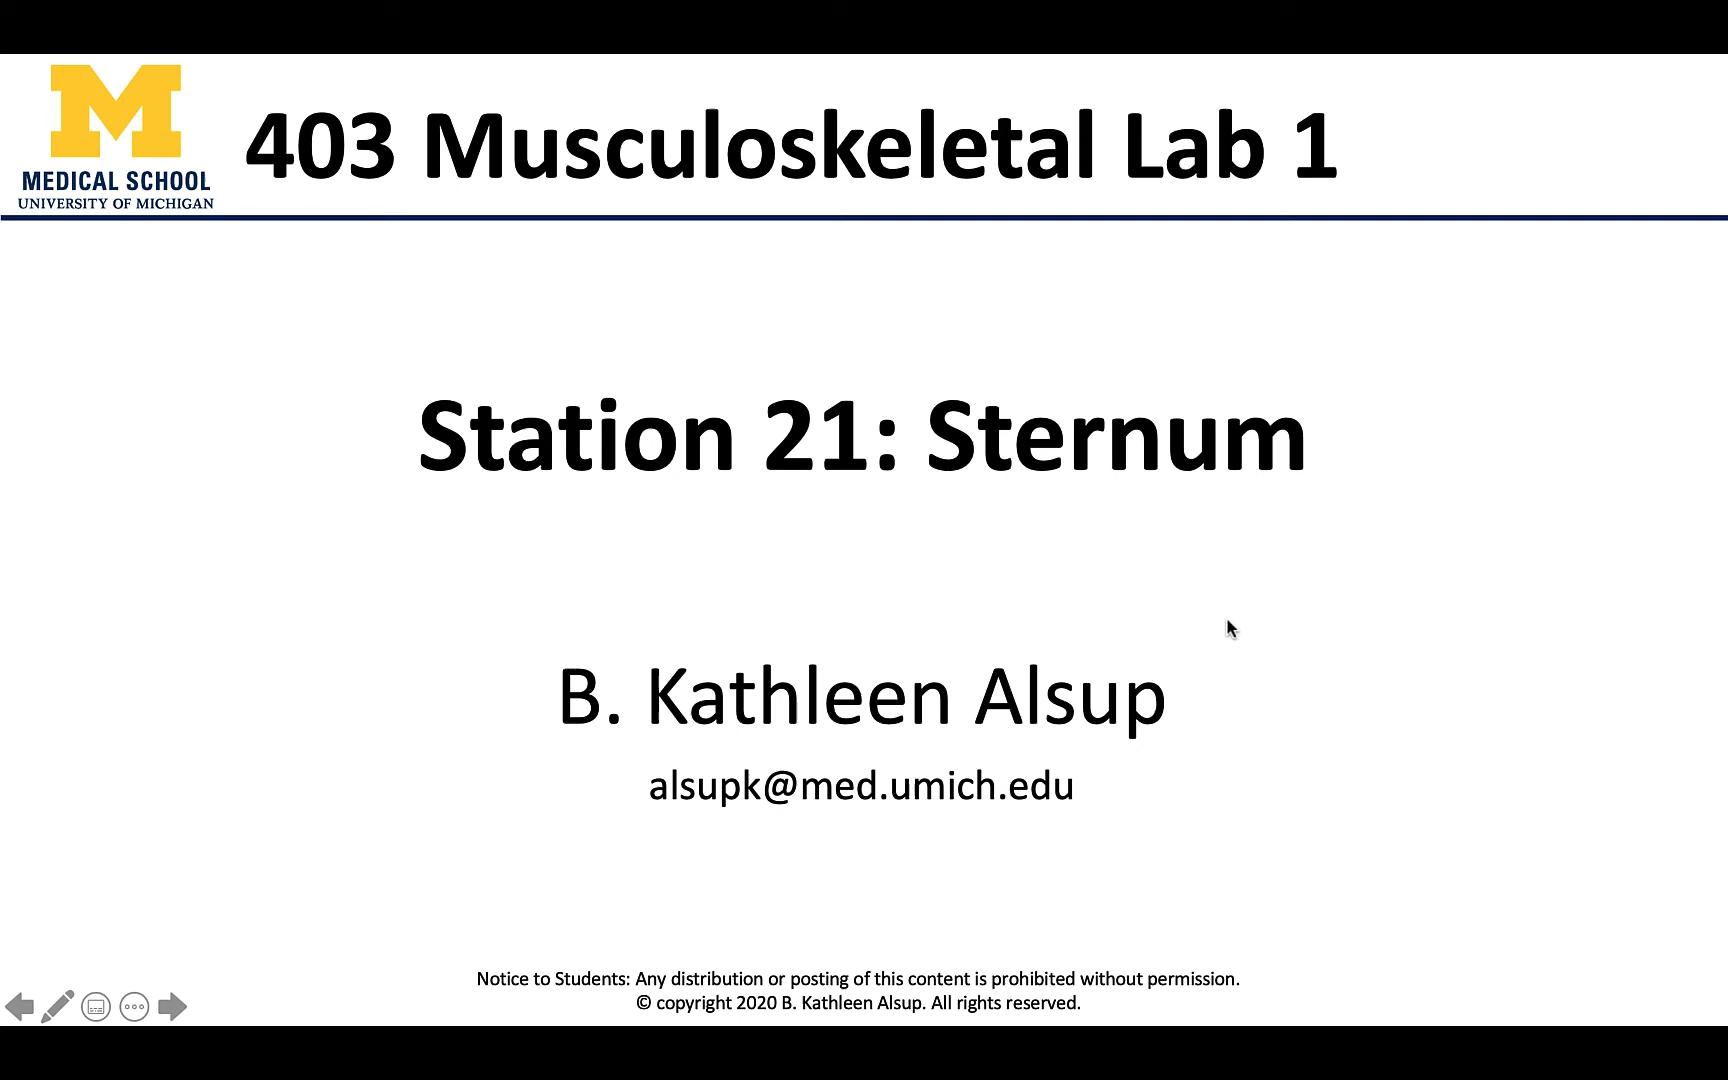 M
MEDICAL SCHOOL
UNIVERSITY OF MICHIGAN
403 Musculoskeletal Lab 1
Station 21: Sternum
B. Kathleen Alsup
alsupk@med.umich.edu
Notice to Students: Any distribution or posting of this content is prohibited without permission.
© copyright 2020 B. Kathleen Alsup. All rights reserved.